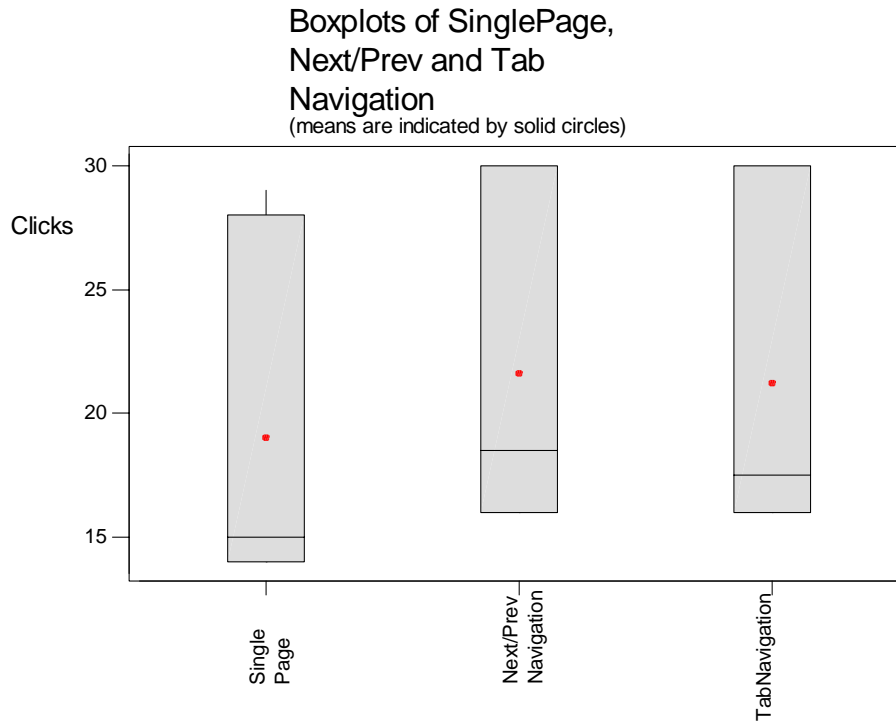 Boxplots of SinglePage,
Next/Prev and Tab
Navigation
(means are indicated by solid circles)
30
Clicks
25
20
15
Single
Page
Next/Prev
Navigation
TabNavigation